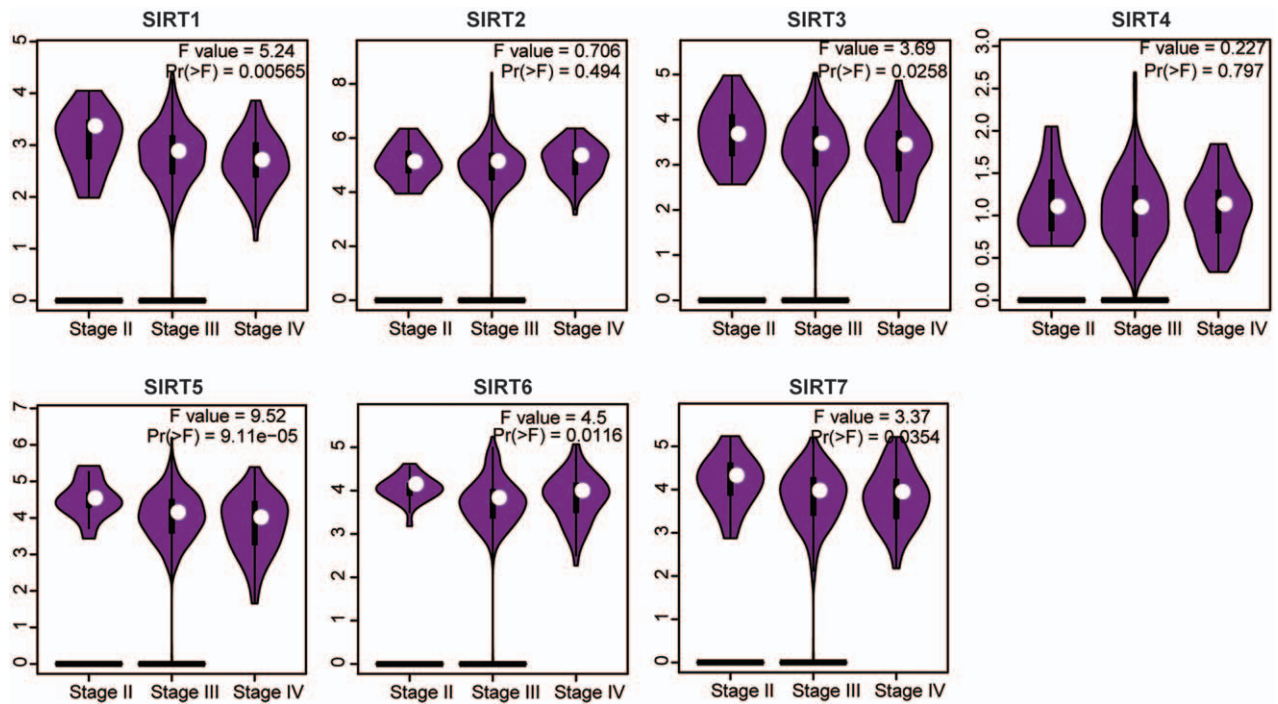 SIRT1
F value = 5.24
Pr(>F) = 0.00565
5
4
3
2
1
0
Stage II Stage III Stage IV
SIRT2
F value = 0.706
Pr(>F) = 0.494
8
6
4
2
0
Stage II Stage III Stage IV
SIRT3
F value = 3.69
Pr(>F) = 0.0258
5
4
3
2
1
0
Stage II Stage III Stage IV
SIRT4
F value = 0.227
Pr(>F) = 0.797
3.0
2.5
2.0
1.5
1.0
0.5
0.0
Stage II Stage III Stage IV
SIRT5
F value = 9.52
Pr(>F) = 9.11e−05
7
6
5
4
3
2
1
0
Stage II Stage III Stage IV
SIRT6
F value = 4.5
Pr(>F) = 0.0116
5
4
3
2
1
0
Stage II Stage III Stage IV
SIRT7
F value = 3.37
Pr(>F) = 0.0354
5
4
3
2
1
0
Stage II Stage III Stage IV